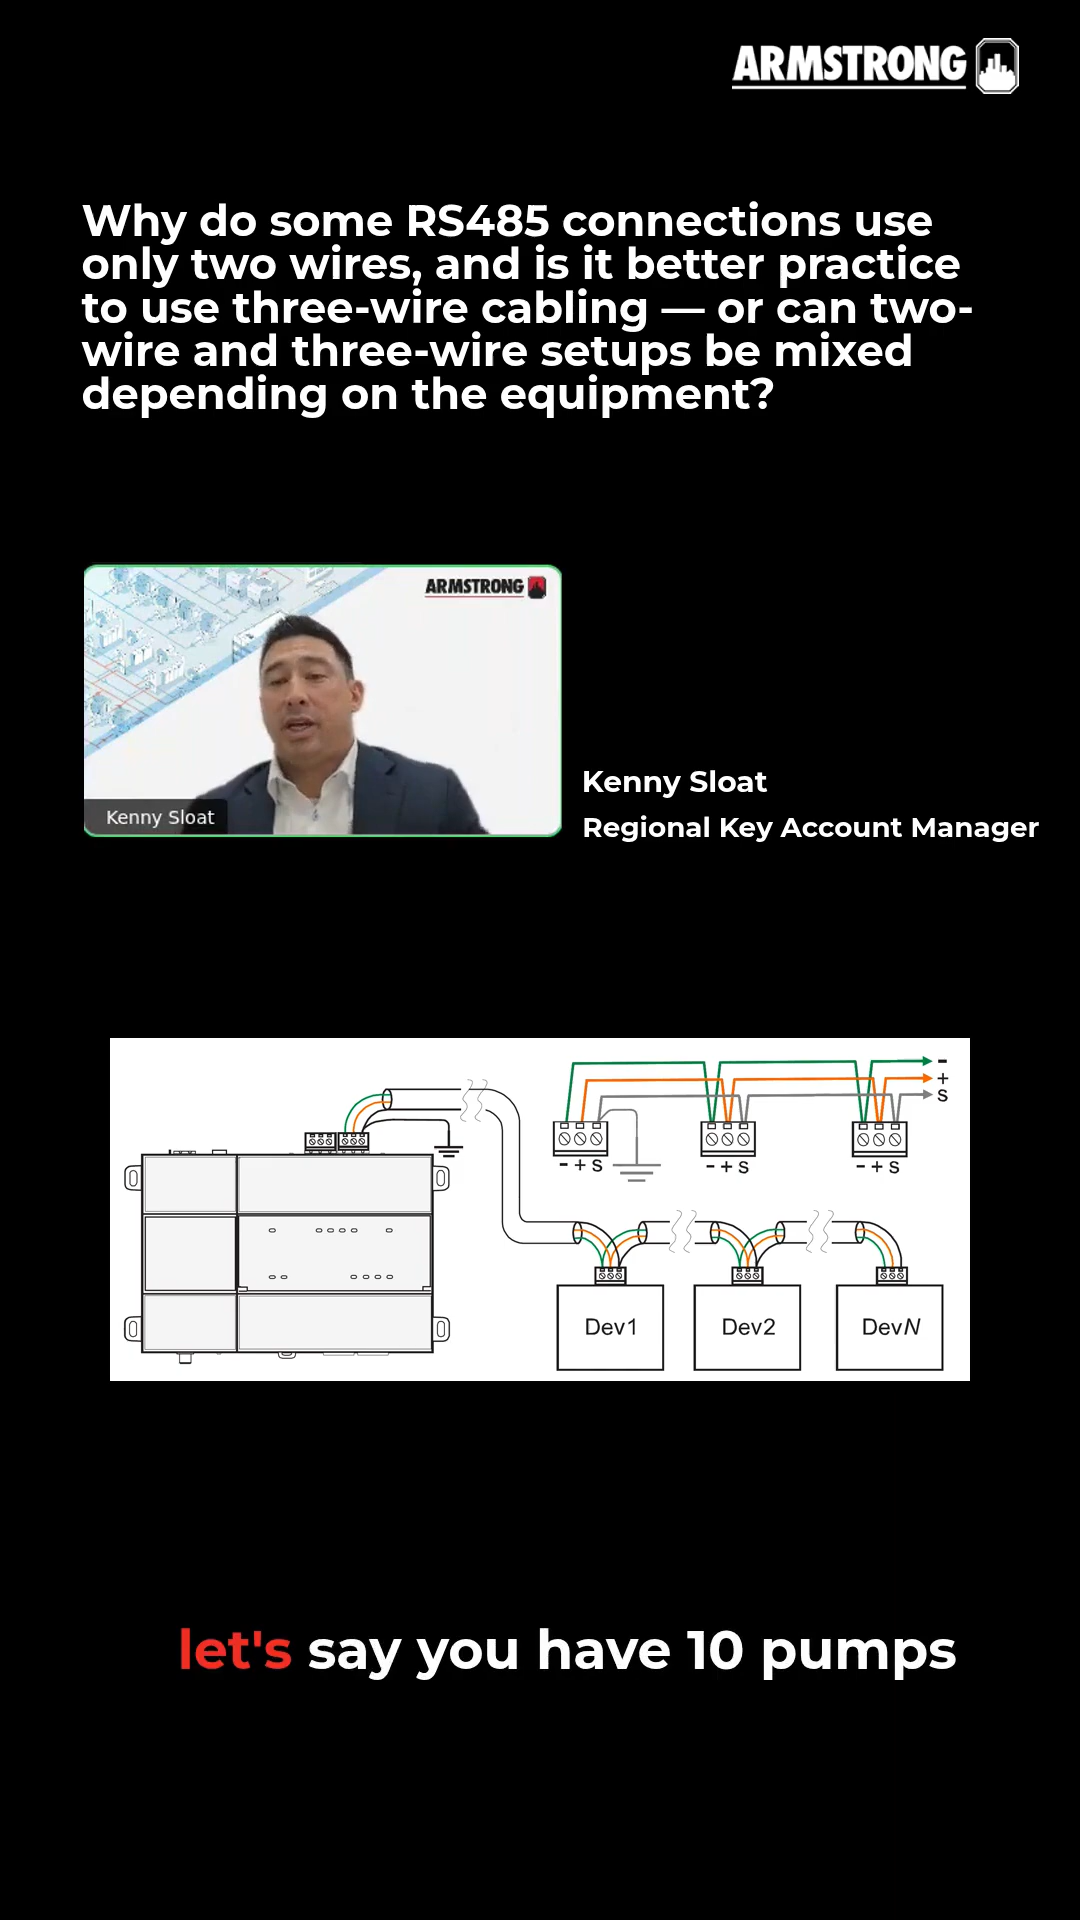 ARMSTRONG
Why do some RS485 connections use
only two wires, and is it better practice
to use three-wire cabling — or can two-
wire and three-wire setups be mixed
depending on the equipment?
ARMSTRONG
Kenny Sloat
Kenny Sloat
Regional Key Account Manager
-
+
S
- + S
- + S
- + S
Dev1
Dev2
DevN
let's say you have 10 pumps